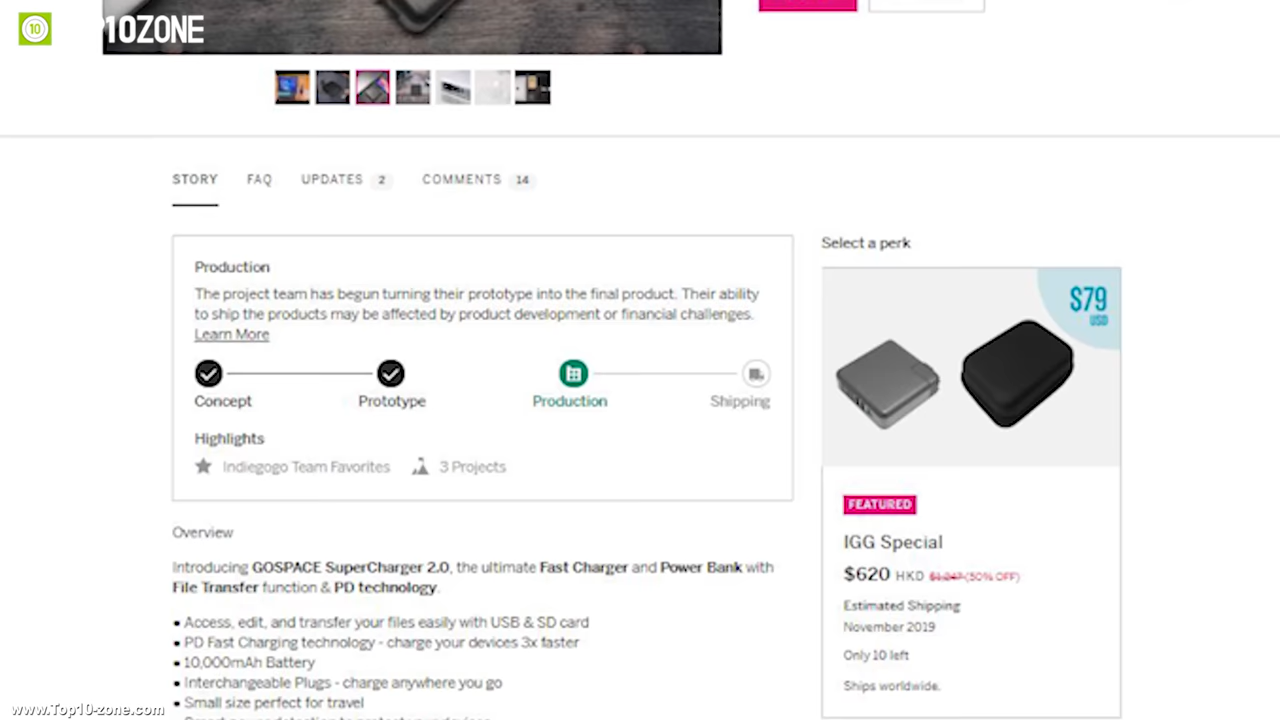 10
10ZONE
STORY FAQ UPDATES 2 COMMENTS 14
Production
The project team has begun turning their prototype into the final product. Their ability
to ship the products may be affected by product development or financial challenges.
Learn More
Concept Prototype Production Shipping
Highlights
Indiegogo Team Favorites 3 Projects
Overview
Introducing GOSPACE SuperCharger 2.0, the ultimate Fast Charger and Power Bank with
File Transfer function & PD technology.
• Access, edit, and transfer your files easily with USB & SD card
• PD Fast Charging technology - charge your devices 3x faster
• 10,000mAh Battery
• Interchangeable Plugs - charge anywhere you go
• Small size perfect for travel
Select a perk
$79
USD
FEATURED
IGG Special
$620 HKD $1,247 (50% OFF)
Estimated Shipping
November 2019
Only 10 left
Ships worldwide.
www.Top10-zone.com